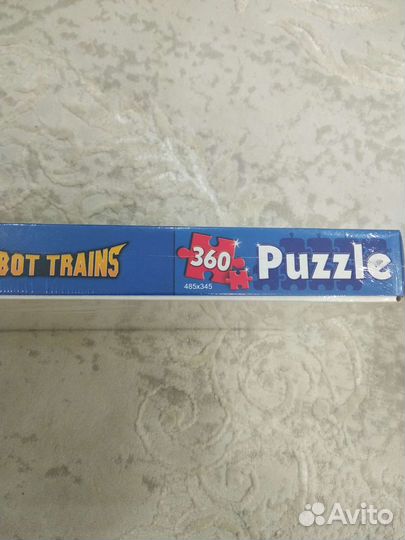 BOT TRAINS
360
Puzzle
485x345
Avito